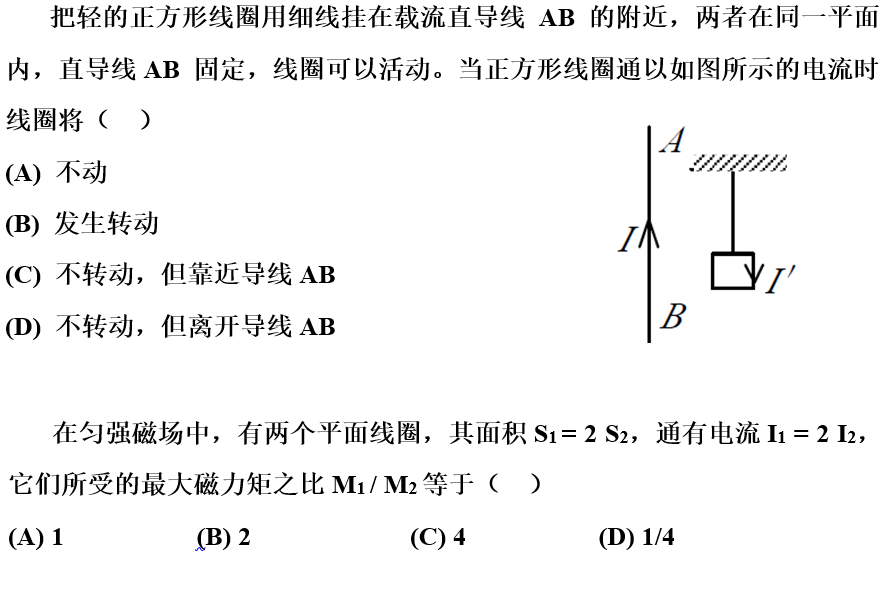 把轻的正方形线圈用细线挂在载流直导线 AB 的附近，两者在同一平面
内，直导线 AB 固定，线圈可以活动。当正方形线圈通以如图所示的电流时
线圈将（ ）
(A) 不动
(B) 发生转动
(C) 不转动，但靠近导线 AB
(D) 不转动，但离开导线 AB
A
I
I'
B
在匀强磁场中，有两个平面线圈，其面积 S1 = 2 S2，通有电流 I1 = 2 I2，
它们所受的最大磁力矩之比 M1 / M2 等于（ ）
(A) 1 (B) 2 (C) 4 (D) 1/4